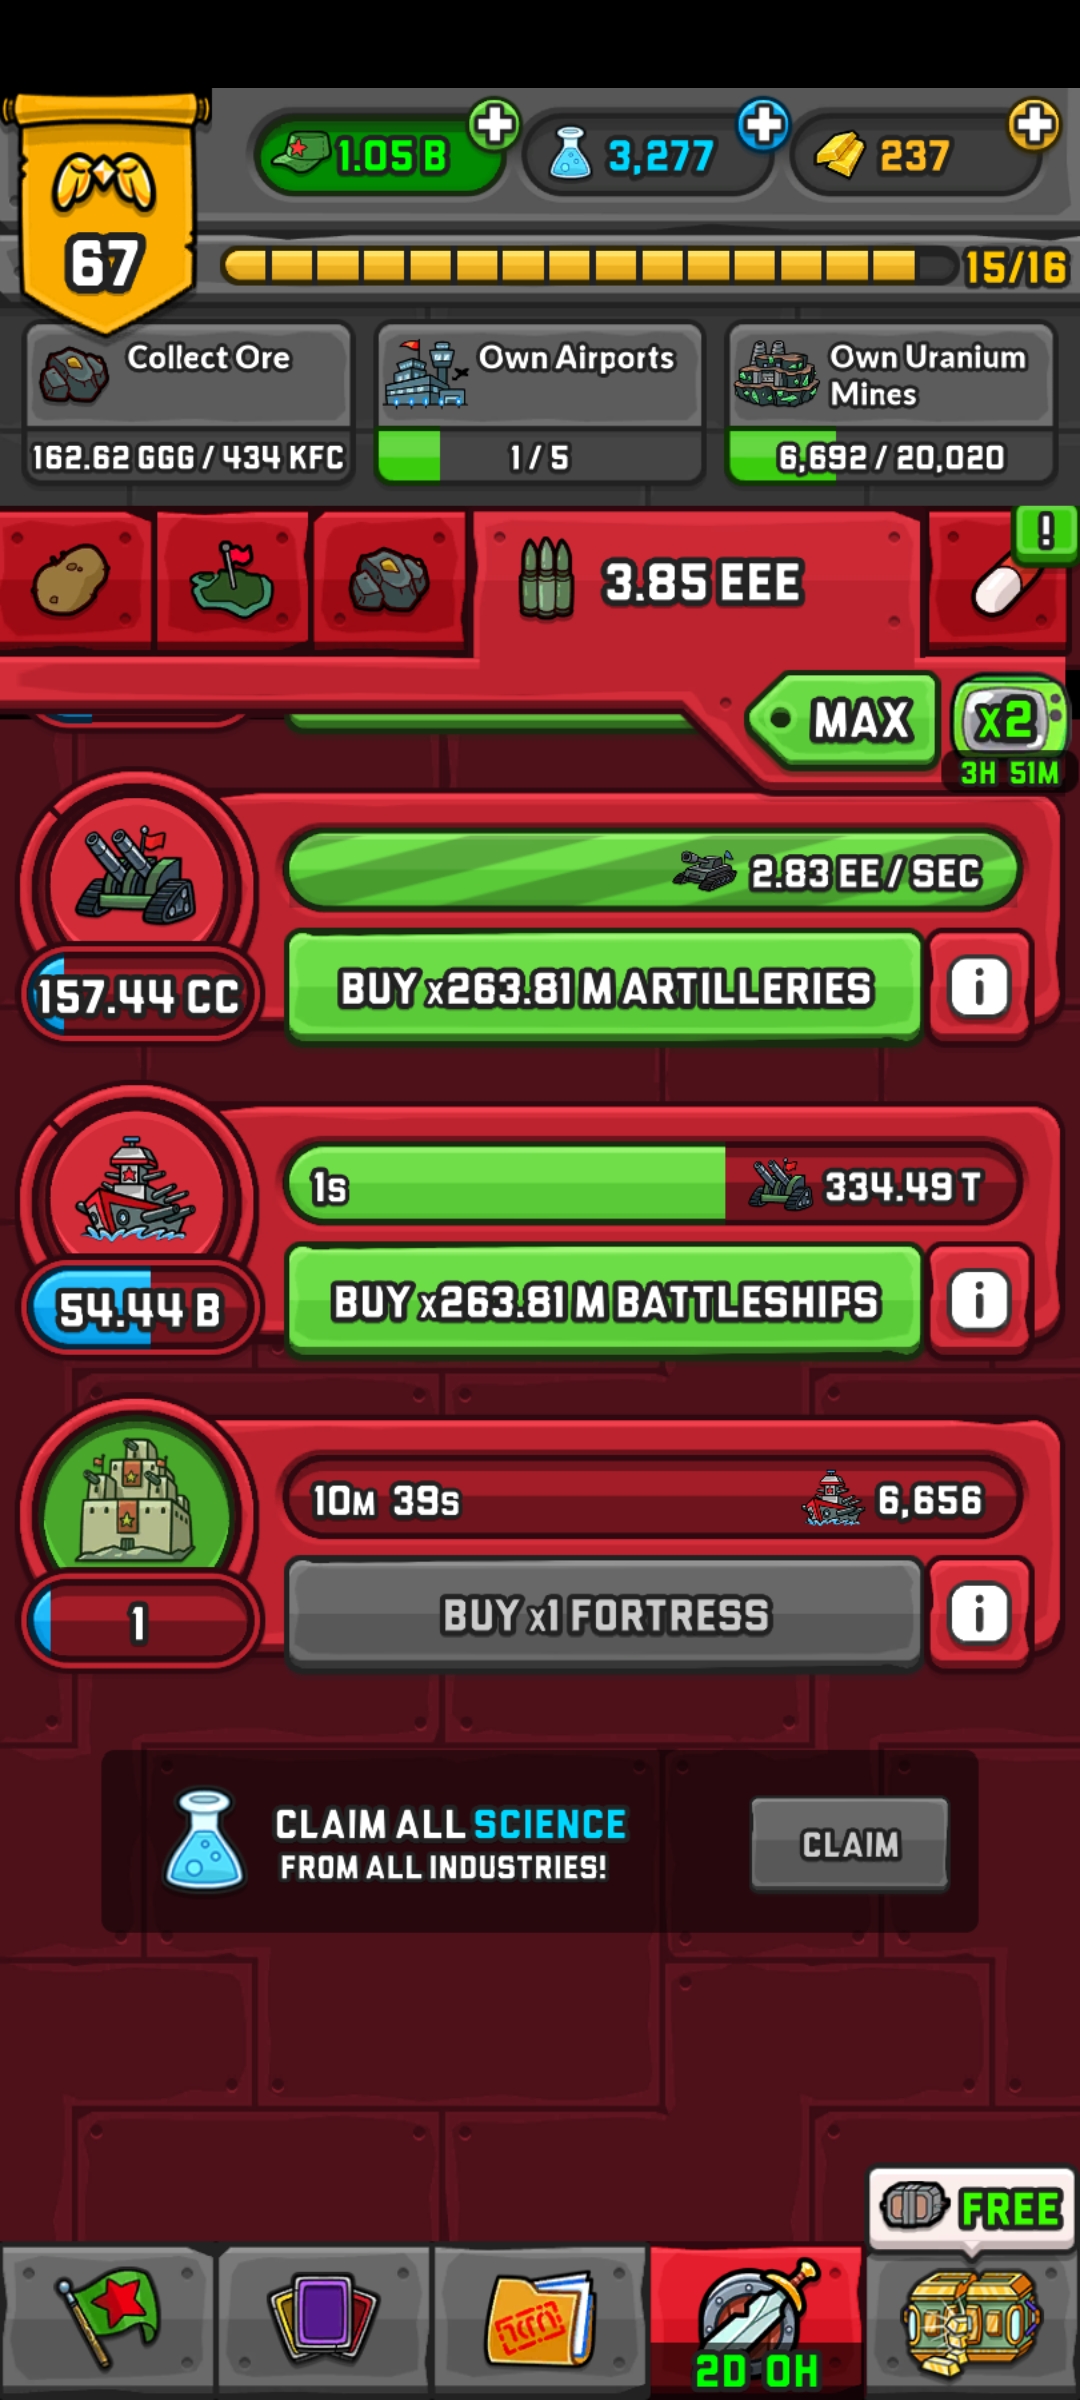 67
1.05 B
3,277
237
15/16
Collect Ore
162.62 GGG / 434 KFC
Own Airports
1 / 5
Own Uranium
Mines
6,692 / 20,020
3.85 EEE
!
MAX
x2
3H 51M
2.83 EE / SEC
157.44 CC
BUY x263.81 M ARTILLERIES
i
1S
334.49 T
54.44 B
BUY x263.81 M BATTLESHIPS
i
10M 39S
6,656
1
BUY x1 FORTRESS
i
CLAIM ALL SCIENCE
FROM ALL INDUSTRIES!
CLAIM
FREE
2D 0H